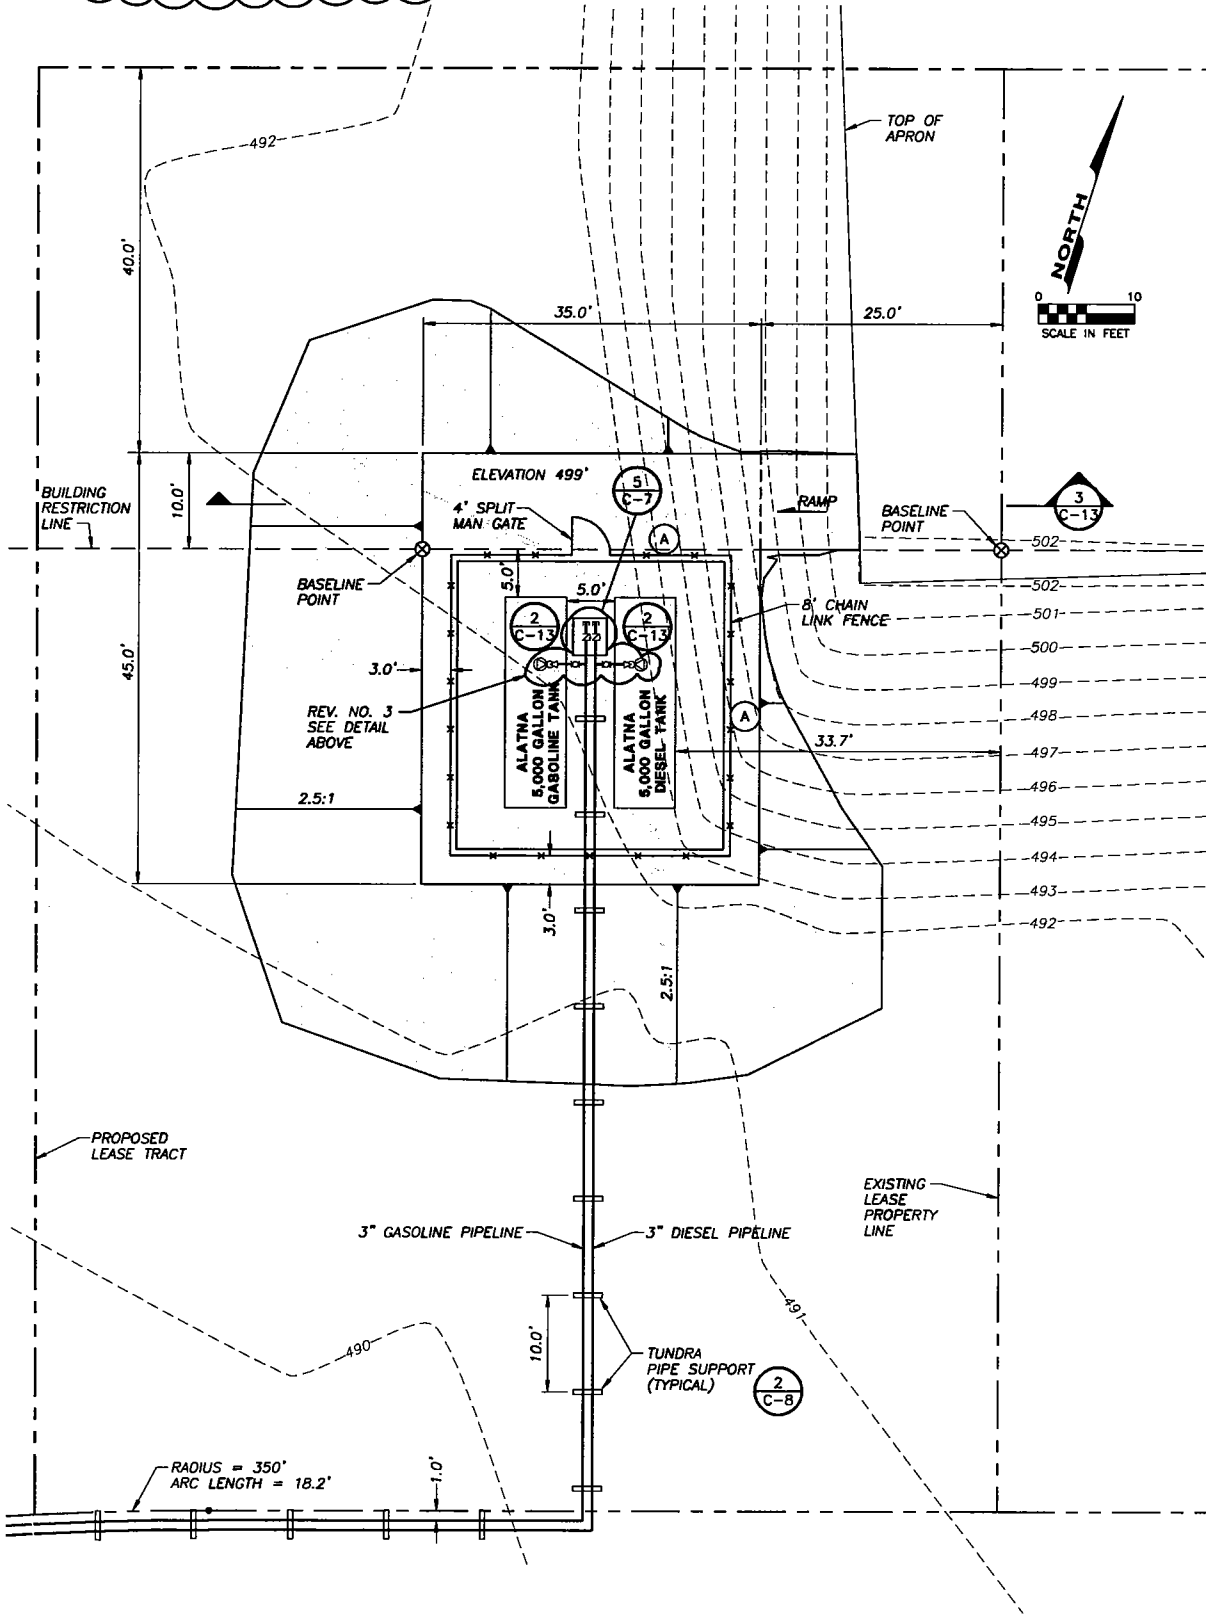 492
TOP OF
APRON
NORTH
0 10
SCALE IN FEET
40.0'
35.0'
25.0'
ELEVATION 499'
5
C-7
BUILDING
RESTRICTION
LINE
10.0'
4' SPLIT
MAN GATE
A
RAMP
BASELINE
POINT
3
C-13
502
BASELINE
POINT
5.0'
5.0'
502
501
8' CHAIN
LINK FENCE
2
C-13
2
C-13
500
45.0'
3.0'
499
REV. NO. 3
SEE DETAIL
ABOVE
ALATNA
5,000 GALLON
GASOLINE TANK
ALATNA
5,000 GALLON
DIESEL TANK
A
498
33.7'
497
496
2.5:1
495
494
493
3.0'
492
2.5:1
PROPOSED
LEASE TRACT
EXISTING
LEASE
PROPERTY
LINE
3" GASOLINE PIPELINE
3" DIESEL PIPELINE
491
490
10.0'
TUNDRA
PIPE SUPPORT
(TYPICAL)
2
C-8
RADIUS = 350'
ARC LENGTH = 18.2'
1.0'